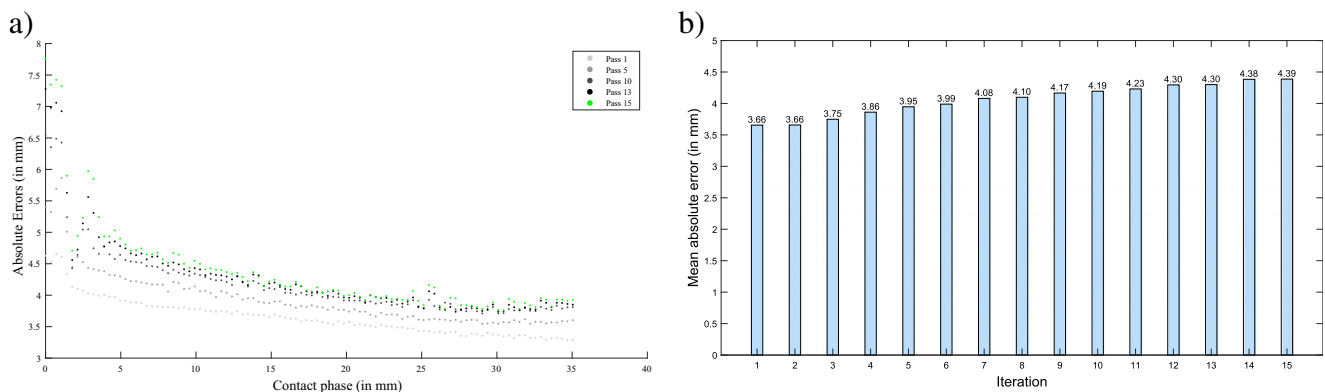 a)
Absolute Errors (in mm)
8
7.5
7
6.5
6
5.5
5
4.5
4
3.5
3
0 5 10 15 20 25 30 35 40
Contact phase (in mm)
Pass 1
Pass 5
Pass 10
Pass 13
Pass 15
b)
Mean absolute error (in mm)
5
4.5
4
3.5
3
2.5
2
1.5
1
0.5
0
3.66 3.66 3.75 3.86 3.95 3.99 4.08 4.10 4.17 4.19 4.23 4.30 4.30 4.38 4.39
1 2 3 4 5 6 7 8 9 10 11 12 13 14 15
Iteration